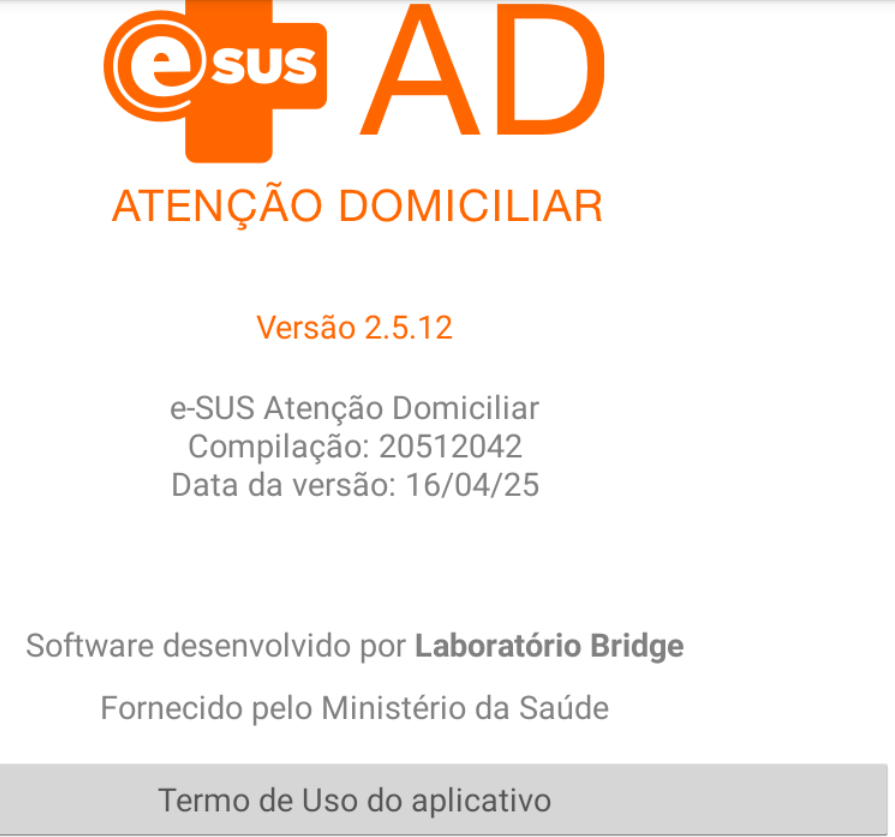 e sus AD
ATENÇÃO DOMICILIAR
Versão 2.5.12
e-SUS Atenção Domiciliar
Compilação: 20512042
Data da versão: 16/04/25
Software desenvolvido por Laboratório Bridge
Fornecido pelo Ministério da Saúde
Termo de Uso do aplicativo